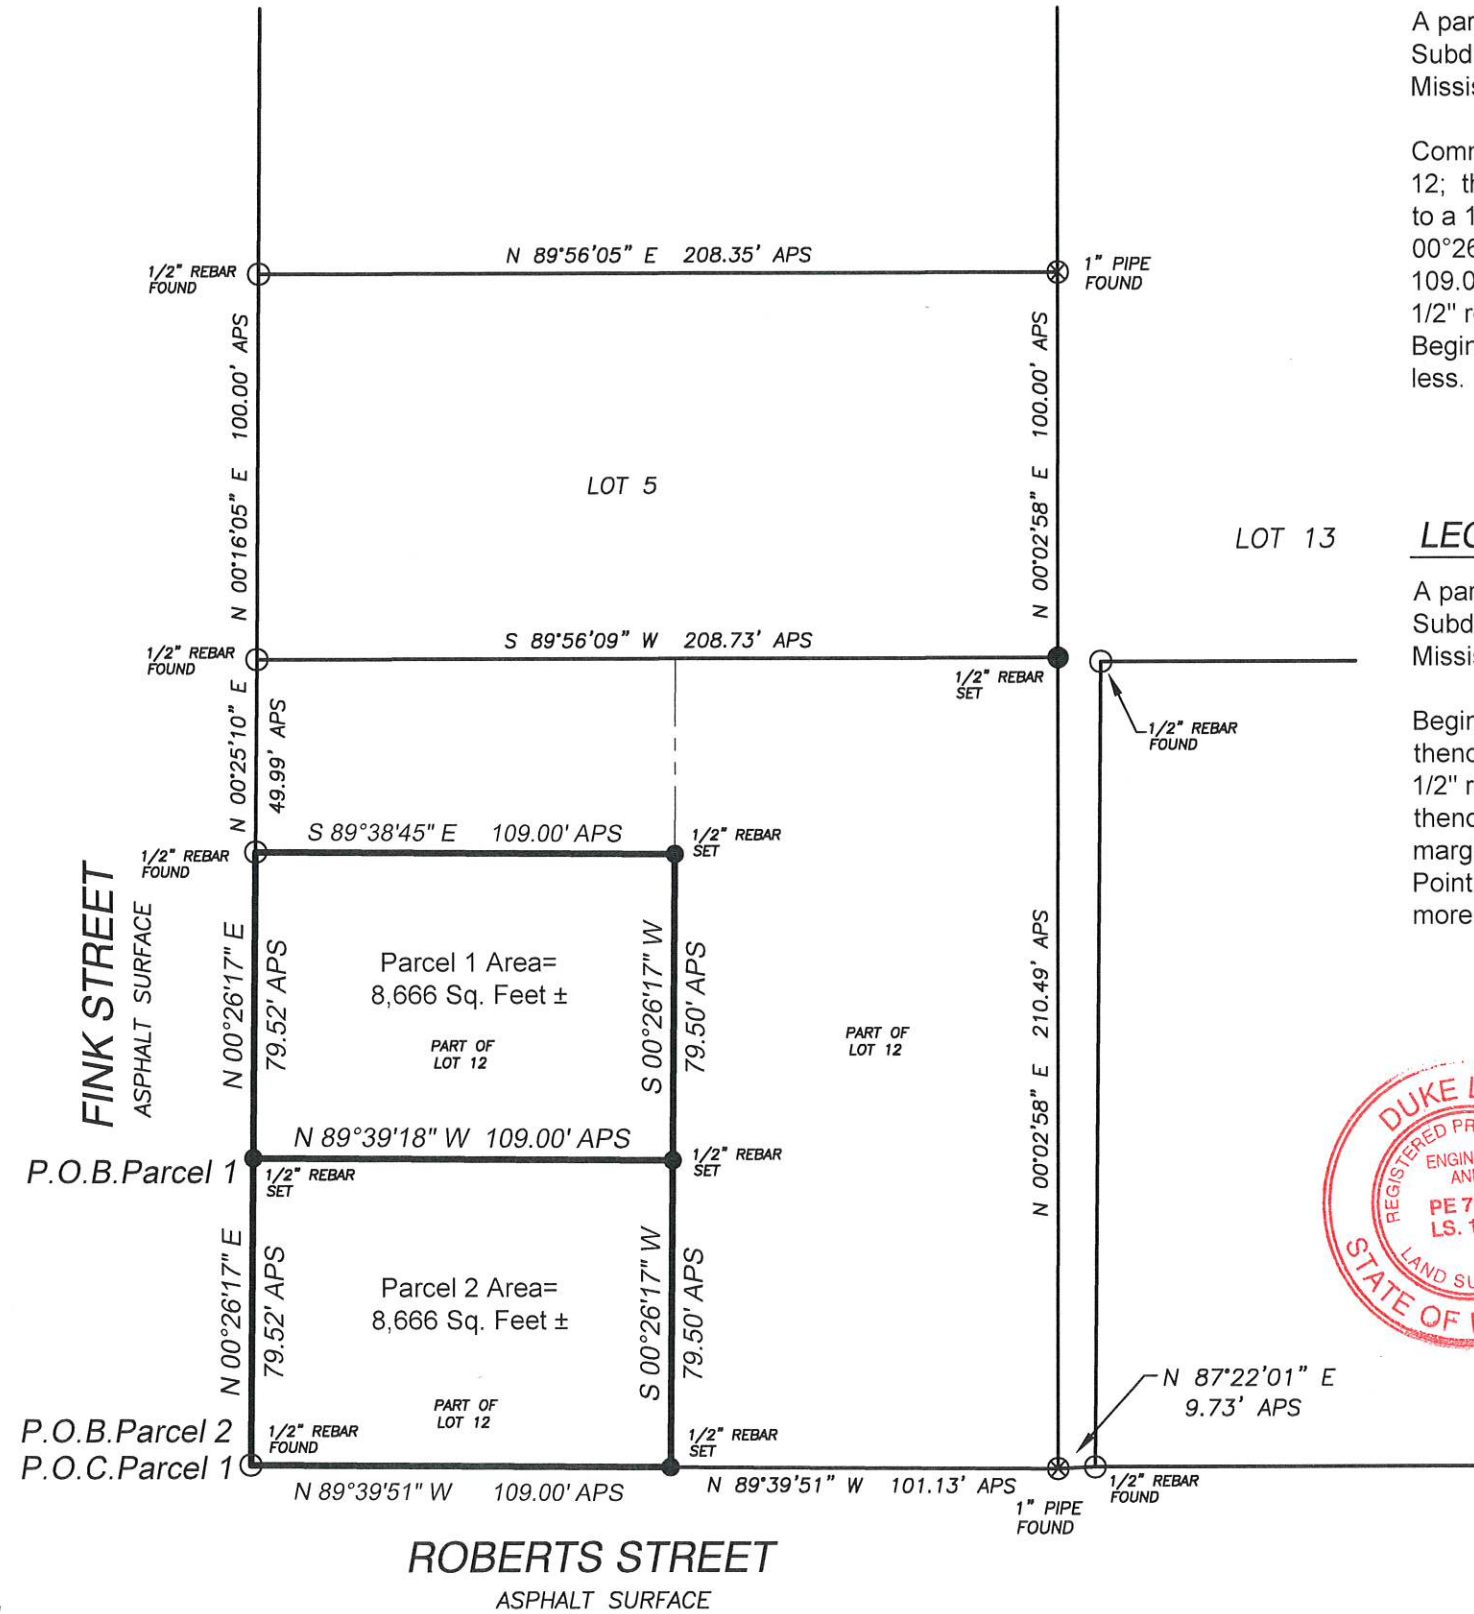 N 89°56'05" E 208.35' APS
1/2" REBAR
FOUND
1" PIPE
FOUND
N 00°16'05" E 100.00' APS
N 00°02'58" E 100.00' APS
LOT 5
LOT 13
S 89°56'09" W 208.73' APS
1/2" REBAR
FOUND
1/2" REBAR
SET
1/2" REBAR
FOUND
N 00°25'10" E
49.99' APS
S 89°38'45" E 109.00' APS
1/2" REBAR
FOUND
1/2" REBAR
SET
FINK STREET
ASPHALT SURFACE
N 00°26'17" E
79.52' APS
Parcel 1 Area=
8,666 Sq. Feet ±
PART OF
LOT 12
S 00°26'17" W
79.50' APS
PART OF
LOT 12
N 00°02'58" E 210.49' APS
N 89°39'18" W 109.00' APS
P.O.B.Parcel 1
1/2" REBAR
SET
1/2" REBAR
SET
N 00°26'17" E
79.52' APS
Parcel 2 Area=
8,666 Sq. Feet ±
PART OF
LOT 12
S 00°26'17" W
79.50' APS
N 87°22'01" E
9.73' APS
P.O.B.Parcel 2
P.O.C.Parcel 1
1/2" REBAR
FOUND
1/2" REBAR
SET
N 89°39'51" W 109.00' APS
N 89°39'51" W 101.13' APS
1" PIPE
FOUND
1/2" REBAR
FOUND
ROBERTS STREET
ASPHALT SURFACE
A par
Subd
Missis
Comm
12; th
to a 1
00°26
109.0
1/2" r
Begin
less.
LEG
A par
Subd
Missis
Begin
thenc
1/2" r
thenc
marg
Point
more
DUKE L
REGISTERED PR
ENGIN
AN
PE 7
LS. 1
LAND SU
STATE OF